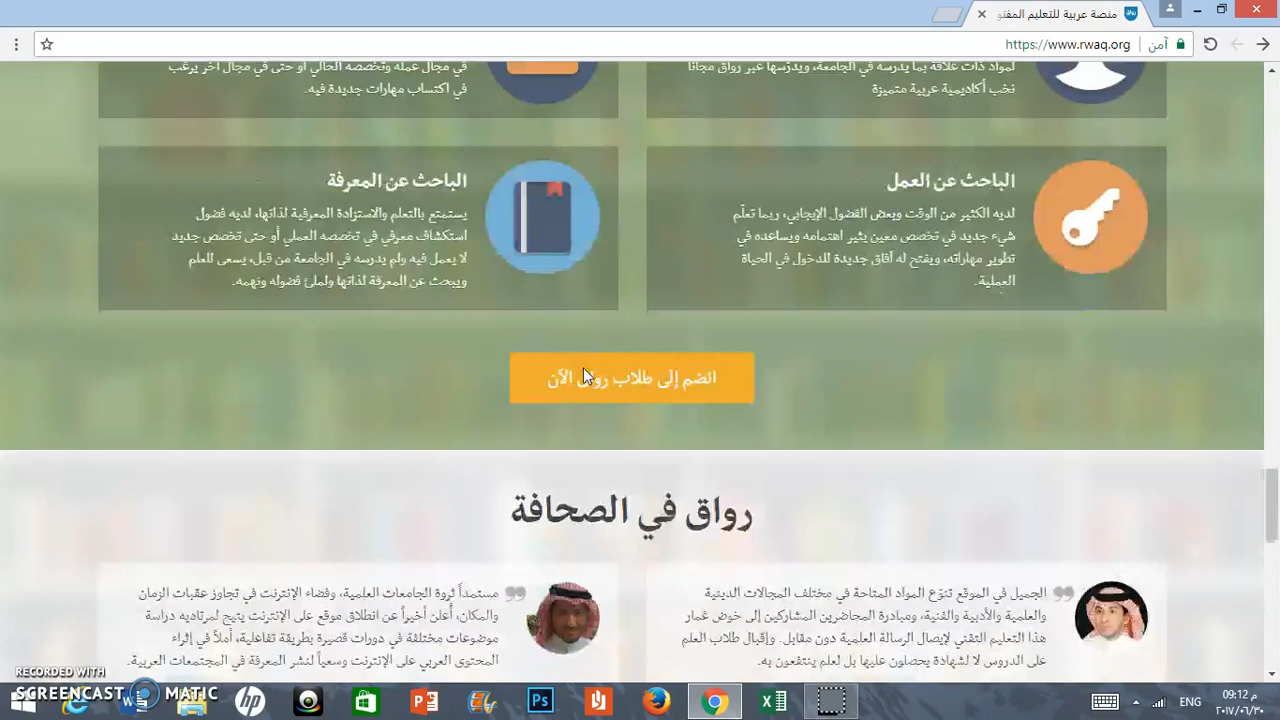 منصة عربية للتعليم المفتو
https://www.rwaq.org
آمن
لمواد ذات علاقة بما يدرسه في الجامعة، ويدرّسها عبر رواق مجانا
نخب أكاديمية عربية متميزة
في مجال عمله وتخصصه الحالي أو حتى في مجال آخر يرغب
في اكتساب مهارات جديدة فيه.
الباحث عن العمل
لديه الكثير من الوقت وبعض الفضول الإيجابي، ربما تعلّم
شيء جديد في تخصص معين يثير اهتمامه ويساعده في
تطوير مهاراته، ويفتح له آفاق جديدة للدخول في الحياة
العملية.
الباحث عن المعرفة
يستمتع بالتعلم والاستزادة المعرفية لذاتها، لديه فضول
استكشاف معرفي في تخصصه العملي أو حتى تخصص جديد
لا يعمل فيه ولم يدرسه في الجامعة من قبل، يسعى للعلم
ويبحث عن المعرفة لذاتها ولملئ فضوله ونهمه.
انضم إلى طلاب رواق الآن
رواق في الصحافة
الجميل في الموقع تنوّع المواد المتاحة في مختلف المجالات الدينية
والعلمية والأدبية والفنية، ومبادرة المحاضرين المشاركين إلى خوض غمار
هذا التعليم التقني لإيصال الرسالة العلمية دون مقابل. وإقبال طلاب العلم
على الدروس لا لشهادة يحصلون عليها بل لعلم ينتفعون به.
مستمداً ثروة الجامعات العلمية، وفضاء الإنترنت في تجاوز عقبات الزمان
والمكان، أُعلن عن انطلاق موقع على الإنترنت يتيح لمرتاديه دراسة
موضوعات مختلفة في دورات قصيرة بطريقة تفاعلية، أملاً في إثراء
المحتوى العربي على الإنترنت وسعياً لنشر المعرفة في المجتمعات العربية.
RECORDED WITH
SCREENCAST MATIC
ENG
09:12 م
٢٠١٧/٠٦/٣٠